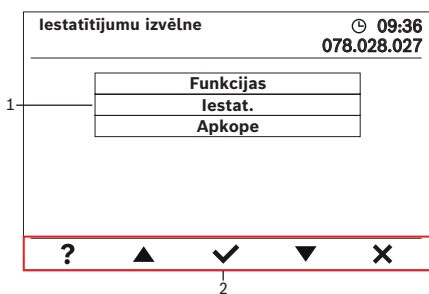 Iestatītījumu izvēlne
09:36
078.028.027
Funkcijas
1
Iestat.
Apkope
?
2